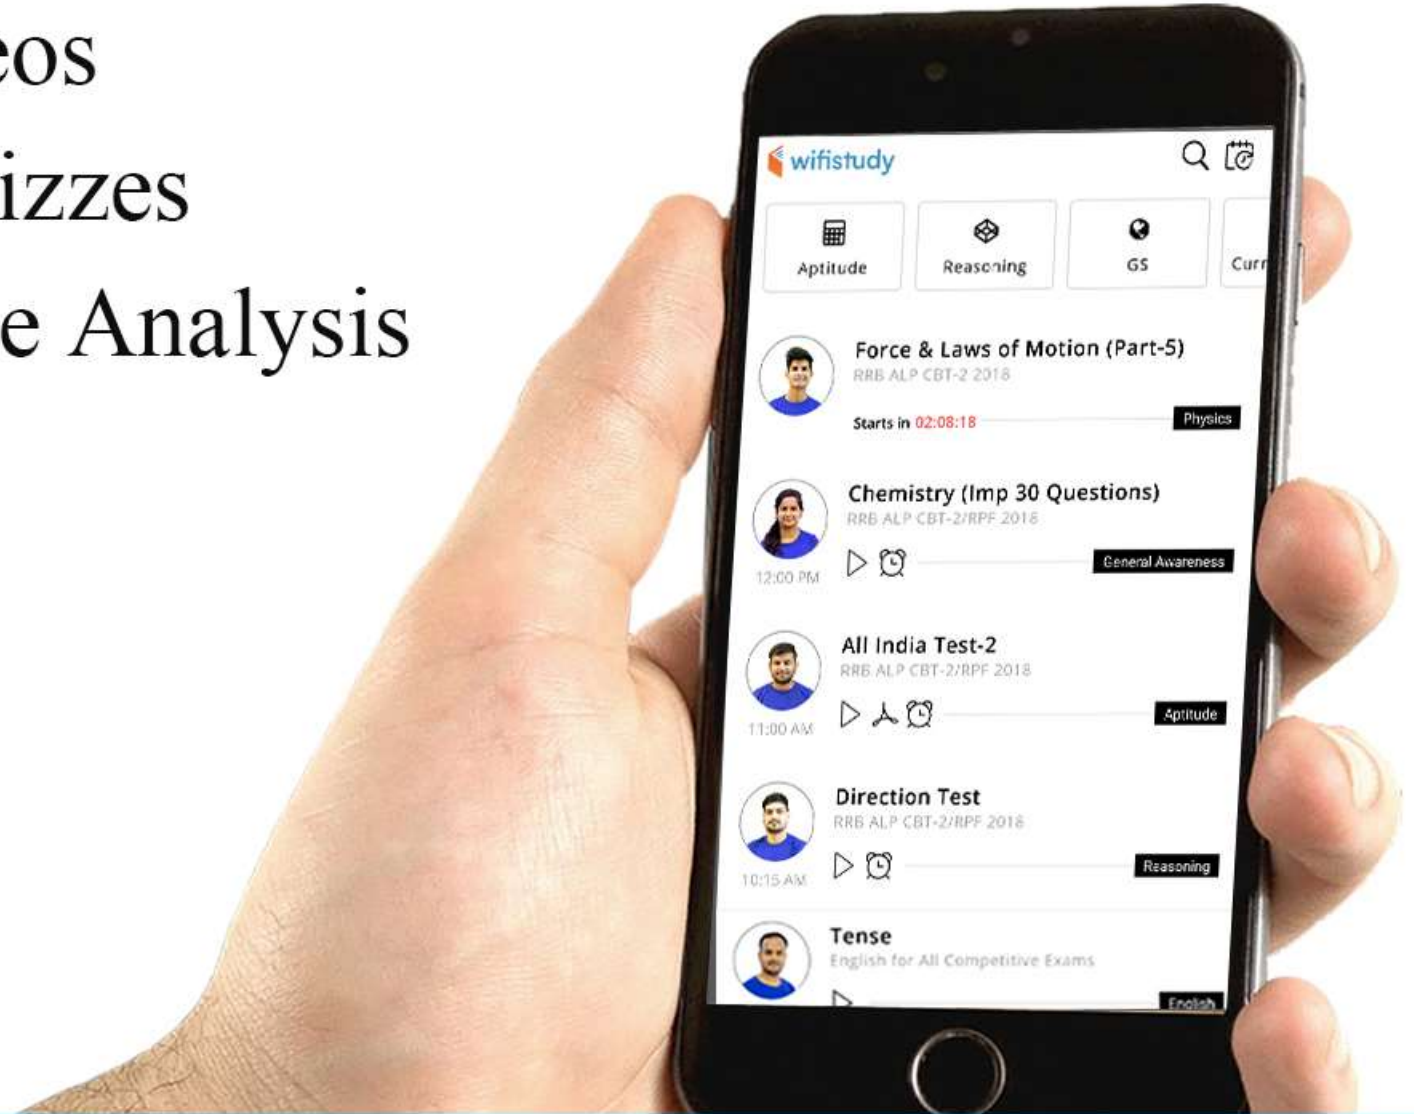 eos
izzes
e Analysis
wifistudy
Aptitude
Reasoning
GS
Curr
Force & Laws of Motion (Part-5)
RRB ALP CBT-2 2018
Starts in 02:08:18
Physics
Chemistry (Imp 30 Questions)
RRB ALP CBT-2/RPF 2018
12:00 PM
General Awareness
All India Test-2
RRB ALP CBT-2/RPF 2018
11:00 AM
Aptitude
Direction Test
RRB ALP CBT-2/RPF 2018
10:15 AM
Reasoning
Tense
English for All Competitive Exams
English